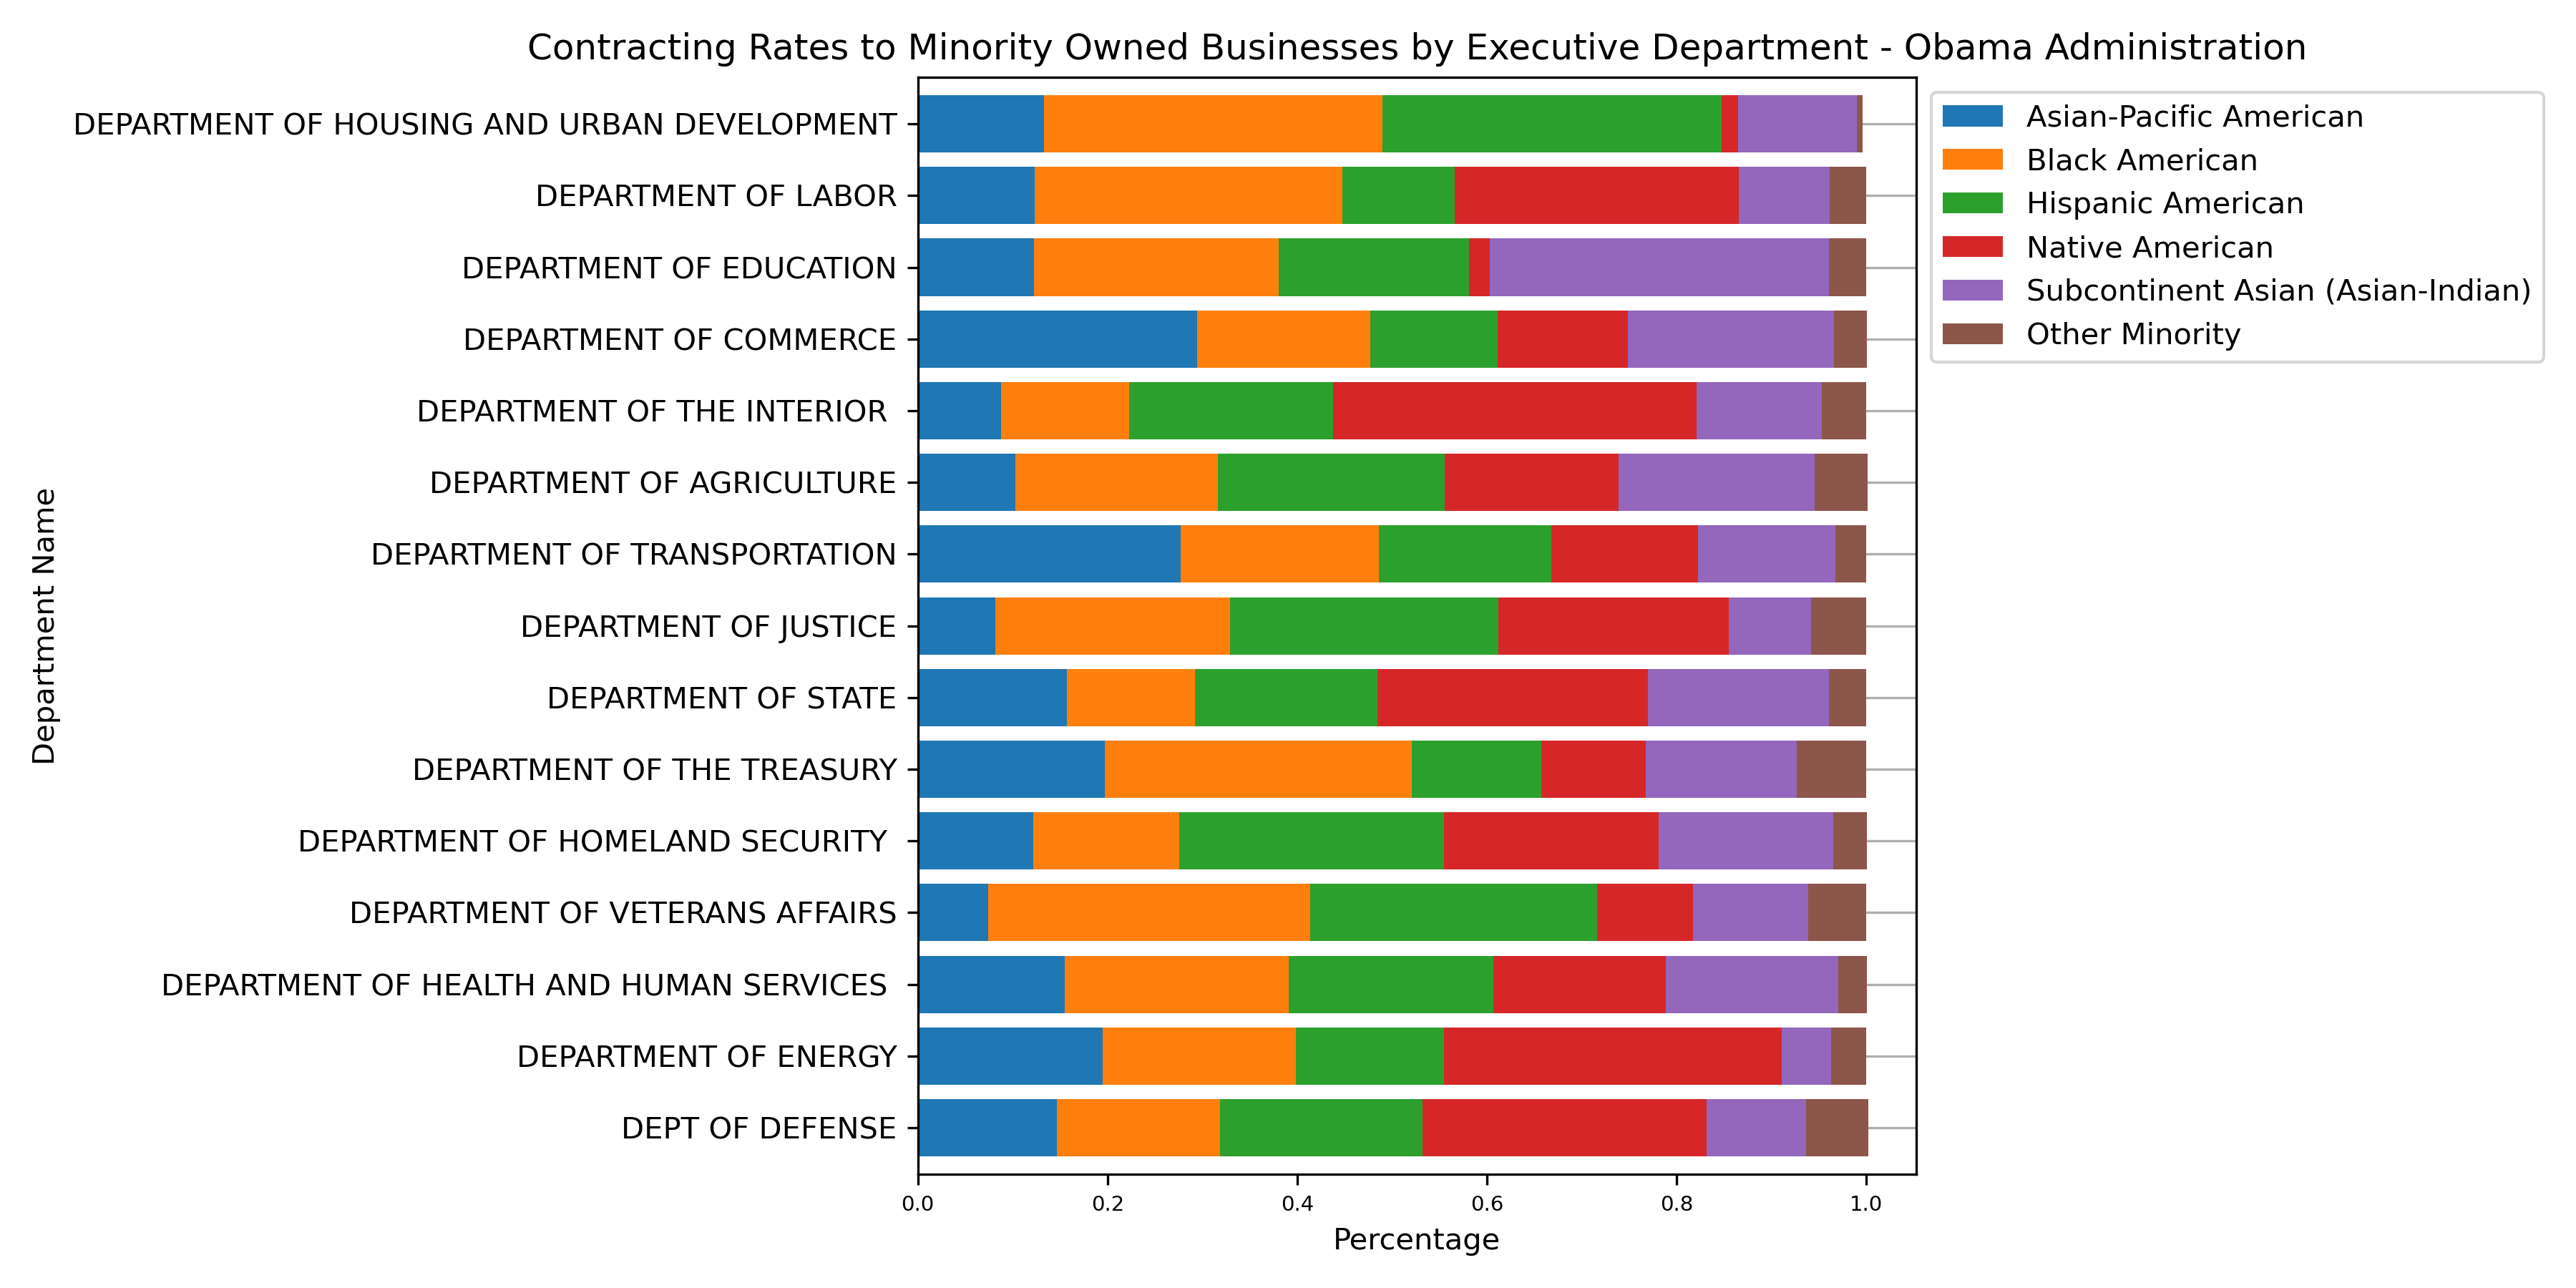 Contracting Rates to Minority Owned Businesses by Executive Department - Obama Administration
DEPARTMENT OF HOUSING AND URBAN DEVELOPMENT
DEPARTMENT OF LABOR
DEPARTMENT OF EDUCATION
DEPARTMENT OF COMMERCE
DEPARTMENT OF THE INTERIOR
DEPARTMENT OF AGRICULTURE
DEPARTMENT OF TRANSPORTATION
DEPARTMENT OF JUSTICE
DEPARTMENT OF STATE
DEPARTMENT OF THE TREASURY
DEPARTMENT OF HOMELAND SECURITY
DEPARTMENT OF VETERANS AFFAIRS
DEPARTMENT OF HEALTH AND HUMAN SERVICES
DEPARTMENT OF ENERGY
DEPT OF DEFENSE
Department Name
0.0 0.2 0.4 0.6 0.8 1.0
Percentage
Asian-Pacific American
Black American
Hispanic American
Native American
Subcontinent Asian (Asian-Indian)
Other Minority